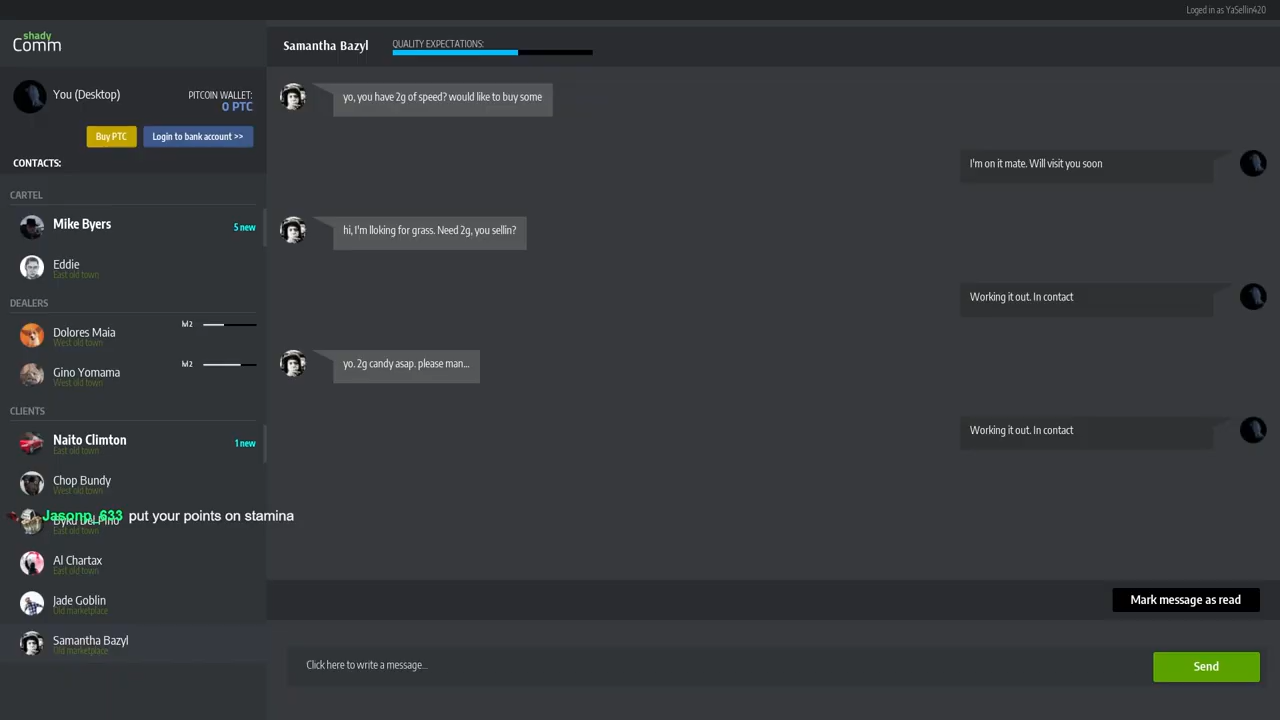 Loged in as YaSellin420
shady
Comm
Samantha Bazyl
QUALITY EXPECTATIONS:
You (Desktop)
PITCOIN WALLET:
0 PTC
Buy PTC
Login to bank account >>
CONTACTS:
CARTEL
Mike Byers
5 new
Eddie
East old town
DEALERS
Dolores Maia
West old town
lvl 2
Gino Yomama
West old town
lvl 2
CLIENTS
Naito Climton
East old town
1 new
Chop Bundy
West old town
Jasonp_633 put your points on stamina
East old town
Al Chartax
East old town
Jade Goblin
Old marketplace
Samantha Bazyl
Old marketplace
yo, you have 2g of speed? would like to buy some
I'm on it mate. Will visit you soon
hi, I'm lloking for grass. Need 2g, you sellin?
Working it out. In contact
yo. 2g candy asap. please man...
Working it out. In contact
Mark message as read
Click here to write a message...
Send